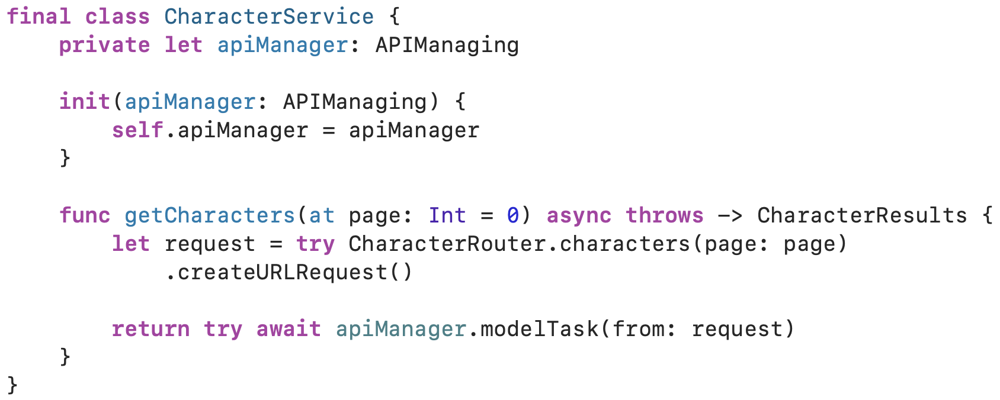 final class CharacterService {
    private let apiManager: APIManaging

    init(apiManager: APIManaging) {
        self.apiManager = apiManager
    }

    func getCharacters(at page: Int = 0) async throws -> CharacterResults {
        let request = try CharacterRouter.characters(page: page)
            .createURLRequest()

        return try await apiManager.modelTask(from: request)
    }
}